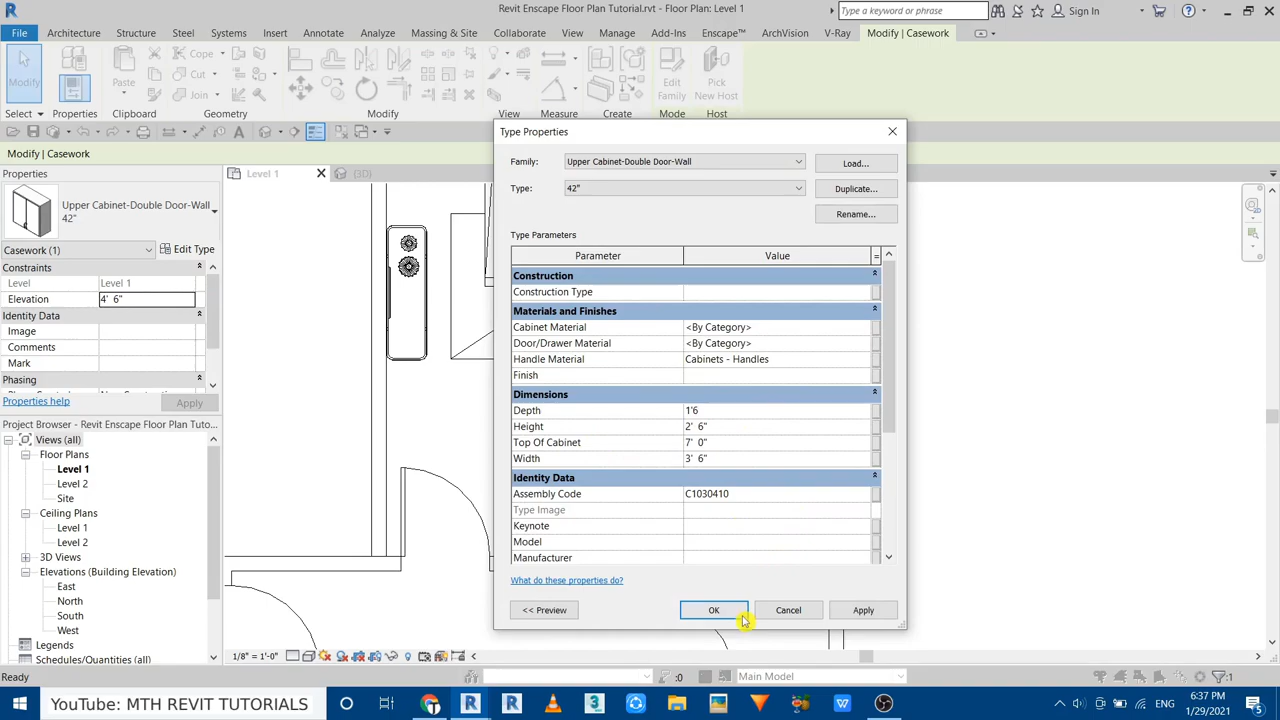 Revit Enscape Floor Plan Tutorial.rvt - Floor Plan: Level 1
Type a keyword or phrase
Sign In
File Architecture Structure Steel Systems Insert Annotate Analyze Massing & Site Collaborate View Manage Add-Ins Enscape™ ArchVision V-Ray Modify | Casework
Modify
Paste
Cope
Cut
Join
Edit Family
Pick New Host
Select Properties Clipboard Geometry Modify View Measure Create Mode Host
Modify | Casework
Type Properties
Properties
Level 1
(3D)
Upper Cabinet-Double Door-Wall
42"
Casework (1)
Edit Type
Constraints
Level Level 1
Elevation 4' 6"
Identity Data
Image
Comments
Mark
Phasing
Properties help
Apply
Project Browser - Revit Enscape Floor Plan Tuto...
Views (all)
Floor Plans
Level 1
Level 2
Site
Ceiling Plans
Level 1
Level 2
3D Views
Elevations (Building Elevation)
East
North
South
West
Legends
Schedules/Quantities (all)
Family: Upper Cabinet-Double Door-Wall
Load...
Type: 42"
Duplicate...
Rename...
Type Parameters
Parameter Value =
Construction
Construction Type
Materials and Finishes
Cabinet Material <By Category>
Door/Drawer Material <By Category>
Handle Material Cabinets - Handles
Finish
Dimensions
Depth 1'6
Height 2' 6"
Top Of Cabinet 7' 0"
Width 3' 6"
Identity Data
Assembly Code C1030410
Type Image
Keynote
Model
Manufacturer
What do these properties do?
<< Preview
OK
Cancel
Apply
1/8" = 1'-0"
Ready
:0
Main Model
:1
YouTube: MTH REVIT TUTORIALS
6:37 PM
1/29/2021